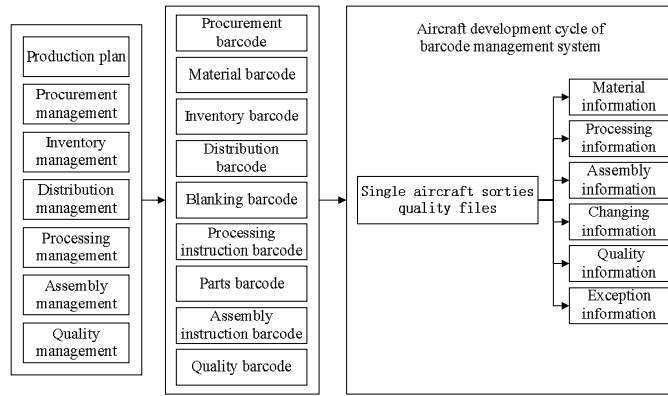 Production plan
Procurement
management
Inventory
management
Distribution
management
Processing
management
Assembly
management
Quality
management
Procurement
barcode
Material barcode
Inventory barcode
Distribution
barcode
Blanking barcode
Processing
instruction barcode
Parts barcode
Assembly
instruction barcode
Quality barcode
Aircraft development cycle of
barcode management system
Single aircraft sorties
quality files
Material
information
Processing
information
Assembly
information
Changing
information
Quality
information
Exception
information